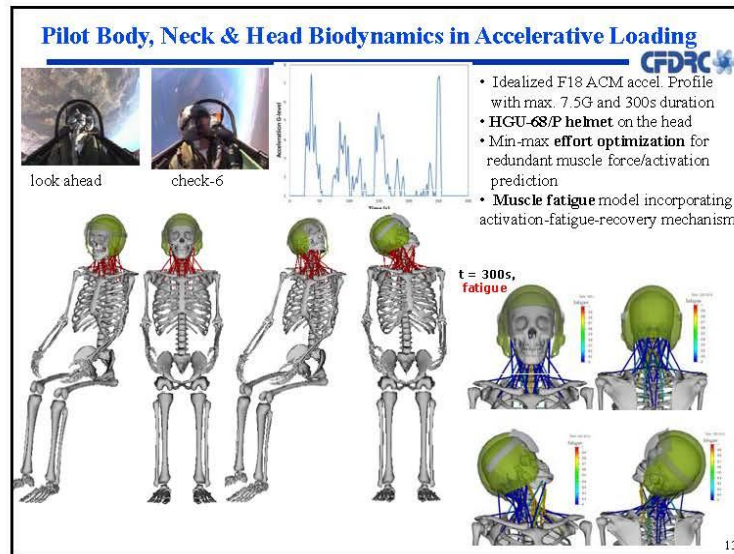 Pilot Body, Neck & Head Biodynamics in Accelerative Loading
CFDRC
• Idealized F18 ACM accel. Profile
with max. 7.5G and 300s duration
• HGU-68/P helmet on the head
• Min-max effort optimization for
redundant muscle force/activation
prediction
• Muscle fatigue model incorporating
activation-fatigue-recovery mechanism
Acceleration G-level
look ahead
check-6
t = 300s,
fatigue
13